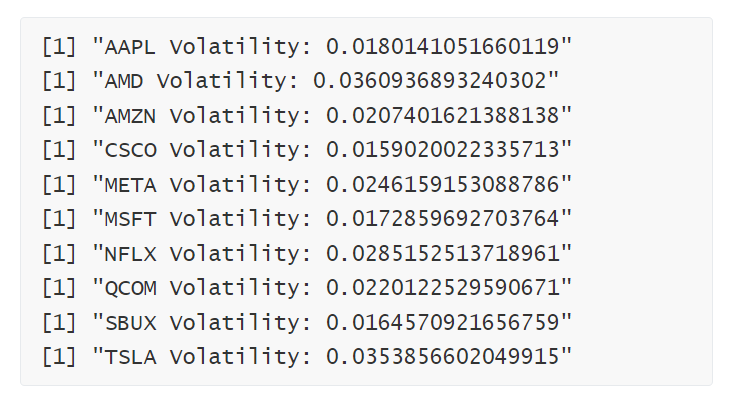 [1] "AAPL Volatility: 0.0180141051660119"
[1] "AMD Volatility: 0.0360936893240302"
[1] "AMZN Volatility: 0.0207401621388138"
[1] "CSCO Volatility: 0.0159020022335713"
[1] "META Volatility: 0.0246159153088786"
[1] "MSFT Volatility: 0.0172859692703764"
[1] "NFLX Volatility: 0.0285152513718961"
[1] "QCOM Volatility: 0.0220122529590671"
[1] "SBUX Volatility: 0.0164570921656759"
[1] "TSLA Volatility: 0.0353856602049915"